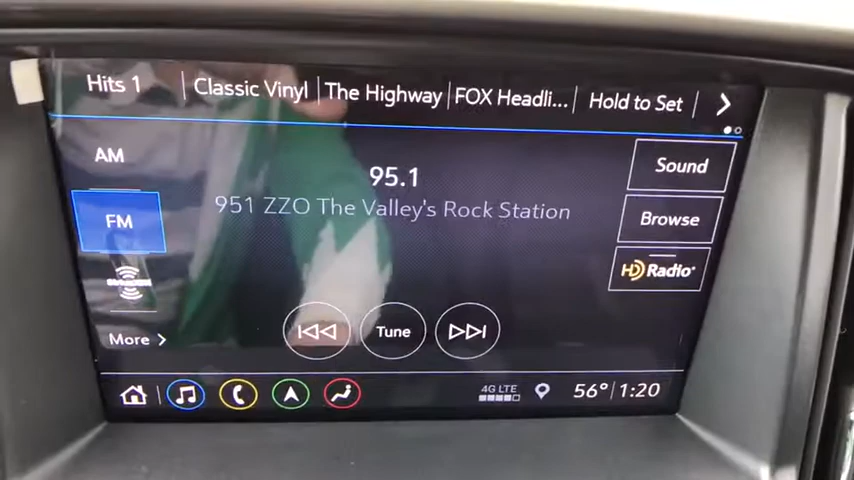 Hits 1 | Classic Vinyl | The Highway | FOX Headli... | Hold to Set
AM
95.1
Sound
FM
951 ZZO The Valley's Rock Station
Browse
HD Radio
More
Tune
4G LTE
56° 1:20